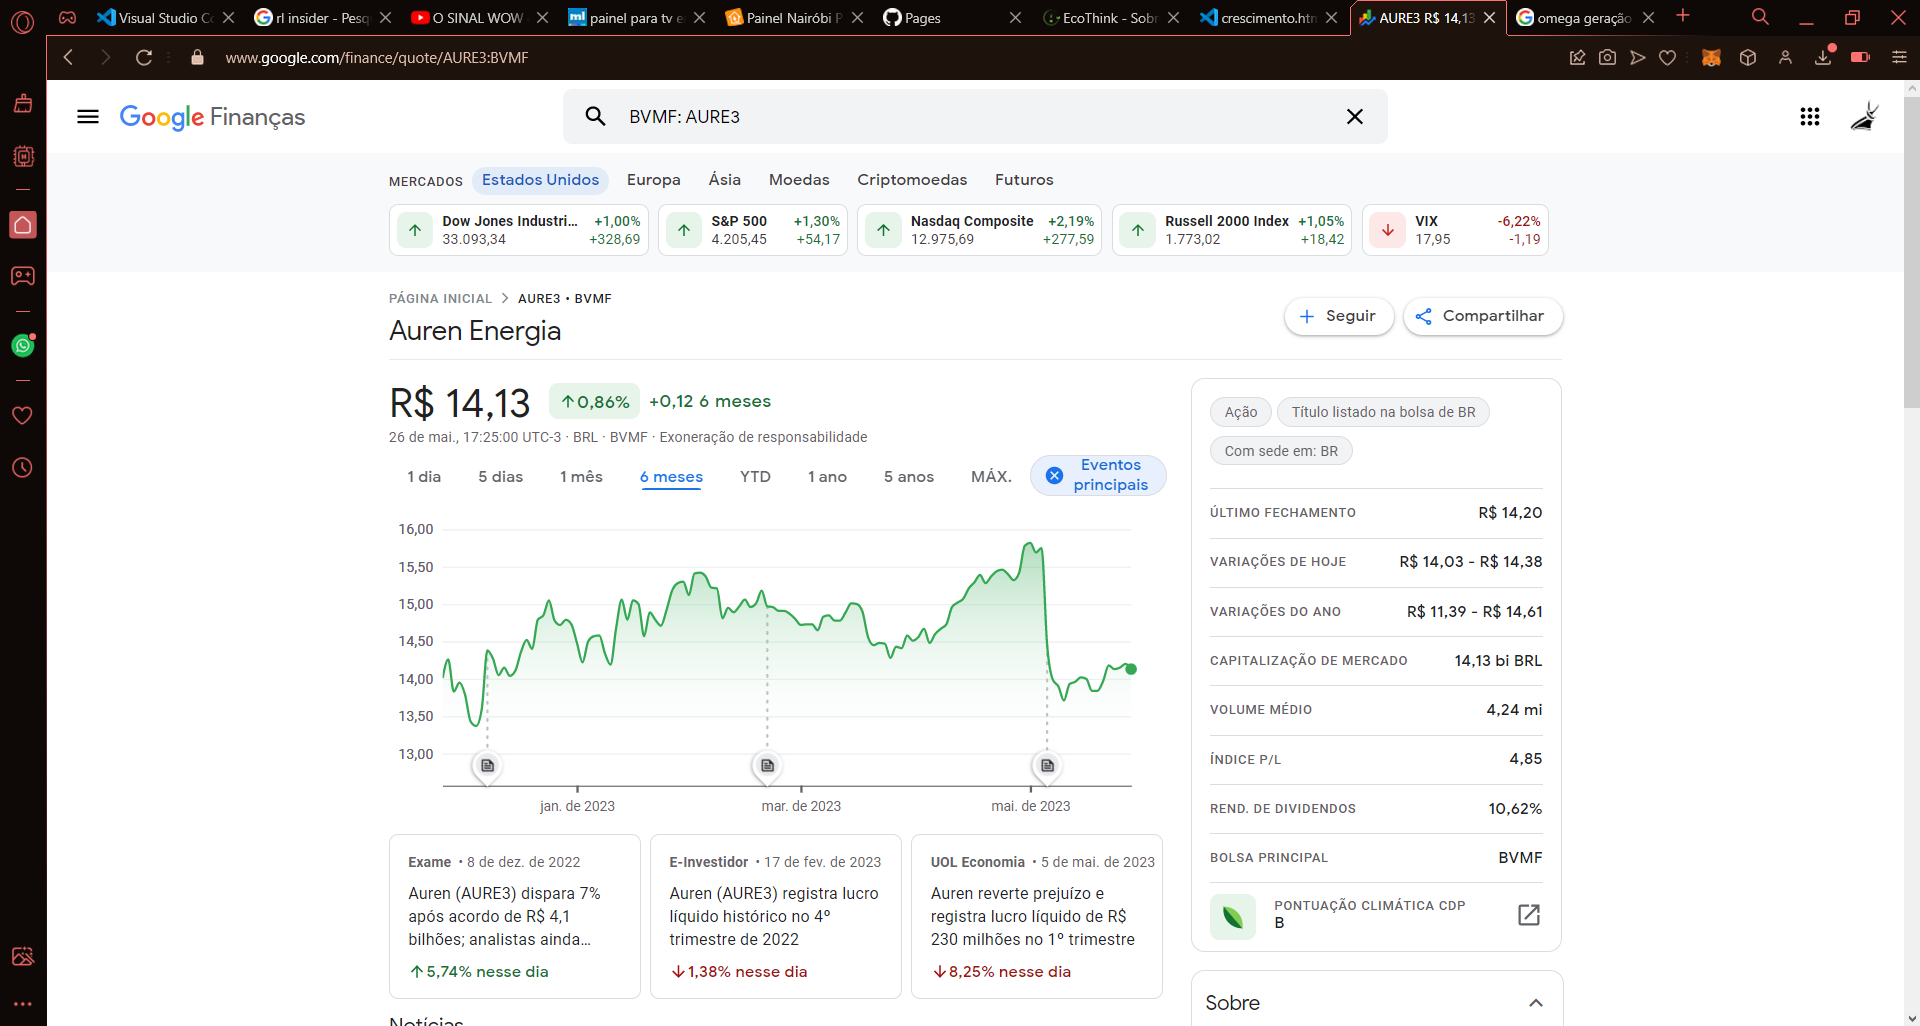 Visual Studio Co
rl insider - Pesq
O SINAL WOW
painel para tv e
Painel Nairóbi P
Pages
EcoThink - Sobr
crescimento.htm
AURE3 R$ 14,13
omega geração
www.google.com/finance/quote/AURE3:BVMF
Google Finanças
BVMF: AURE3
MERCADOS
Estados Unidos
Europa
Ásia
Moedas
Criptomoedas
Futuros
Dow Jones Industri... +1,00%
33.093,34 +328,69
S&P 500 +1,30%
4.205,45 +54,17
Nasdaq Composite +2,19%
12.975,69 +277,59
Russell 2000 Index +1,05%
1.773,02 +18,42
VIX -6,22%
17,95 -1,19
PÁGINA INICIAL > AURE3 • BVMF
Auren Energia
Seguir
Compartilhar
R$ 14,13 ↑0,86% +0,12 6 meses
26 de mai., 17:25:00 UTC-3 · BRL · BVMF · Exoneração de responsabilidade
1 dia
5 dias
1 mês
6 meses
YTD
1 ano
5 anos
MÁX.
Eventos
principais
16,00
15,50
15,00
14,50
14,00
13,50
13,00
jan. de 2023
mar. de 2023
mai. de 2023
Exame • 8 de dez. de 2022
Auren (AURE3) dispara 7%
após acordo de R$ 4,1
bilhões; analistas ainda...
↑5,74% nesse dia
E-Investidor • 17 de fev. de 2023
Auren (AURE3) registra lucro
líquido histórico no 4º
trimestre de 2022
↓1,38% nesse dia
UOL Economia • 5 de mai. de 2023
Auren reverte prejuízo e
registra lucro líquido de R$
230 milhões no 1º trimestre
↓8,25% nesse dia
Notícias
Ação
Título listado na bolsa de BR
Com sede em: BR
ÚLTIMO FECHAMENTO R$ 14,20
VARIAÇÕES DE HOJE R$ 14,03 - R$ 14,38
VARIAÇÕES DO ANO R$ 11,39 - R$ 14,61
CAPITALIZAÇÃO DE MERCADO 14,13 bi BRL
VOLUME MÉDIO 4,24 mi
ÍNDICE P/L 4,85
REND. DE DIVIDENDOS 10,62%
BOLSA PRINCIPAL BVMF
PONTUAÇÃO CLIMÁTICA CDP
B
Sobre